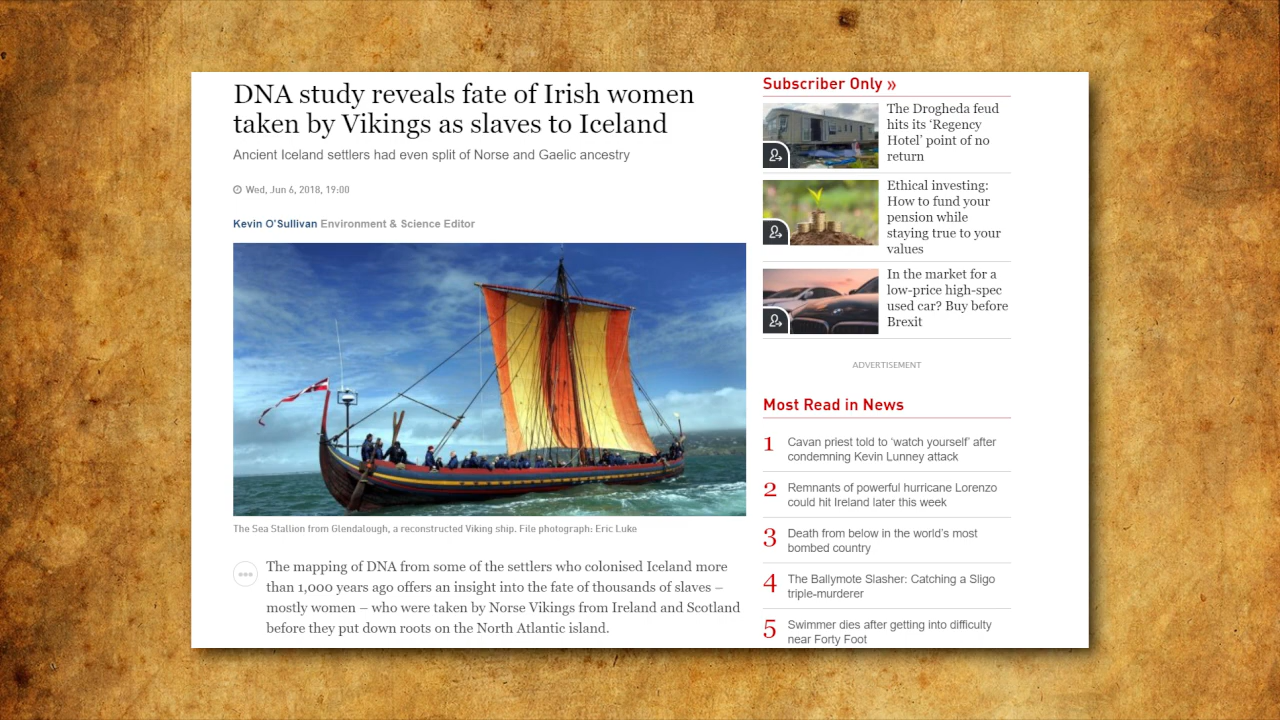 DNA study reveals fate of Irish women
taken by Vikings as slaves to Iceland
Ancient Iceland settlers had even split of Norse and Gaelic ancestry
Wed, Jun 6, 2018, 19:00
Kevin O'Sullivan Environment & Science Editor
The Sea Stallion from Glendalough, a reconstructed Viking ship. File photograph: Eric Luke
The mapping of DNA from some of the settlers who colonised Iceland more
than 1,000 years ago offers an insight into the fate of thousands of slaves –
mostly women – who were taken by Norse Vikings from Ireland and Scotland
before they put down roots on the North Atlantic island.
Subscriber Only »
The Drogheda feud
hits its ‘Regency
Hotel’ point of no
return
Ethical investing:
How to fund your
pension while
staying true to your
values
In the market for a
low-price high-spec
used car? Buy before
Brexit
ADVERTISEMENT
Most Read in News
1 Cavan priest told to ‘watch yourself’ after
condemning Kevin Lunney attack
2 Remnants of powerful hurricane Lorenzo
could hit Ireland later this week
3 Death from below in the world’s most
bombed country
4 The Ballymote Slasher: Catching a Sligo
triple-murderer
5 Swimmer dies after getting into difficulty
near Forty Foot